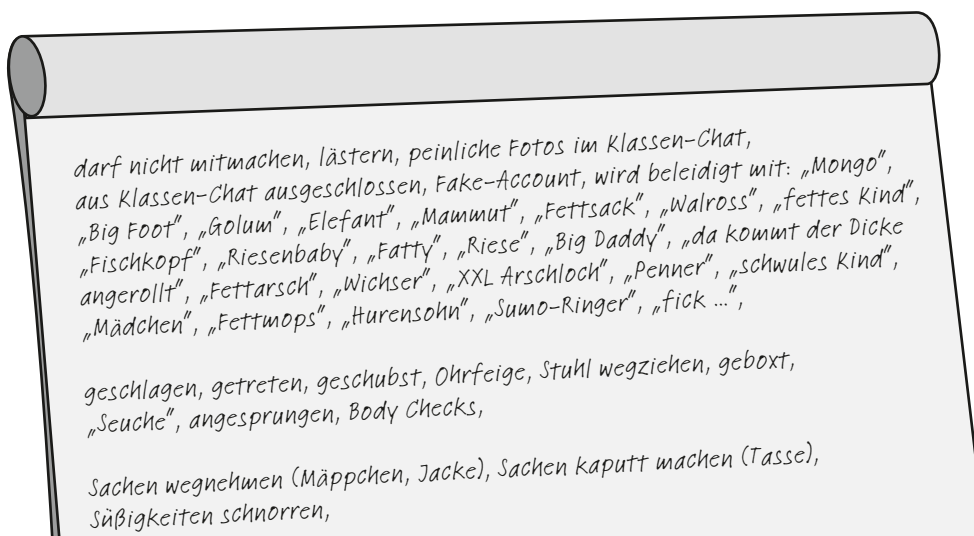 darf nicht mitmachen, lästern, peinliche Fotos im Klassen-Chat,
aus Klassen-Chat ausgeschlossen, Fake-Account, wird beleidigt mit: „Mongo“,
„Big Foot“, „Golum“, „Elefant“, „Mammut“, „Fettsack“, „Walross“, „fettes Kind“,
„Fischkopf“, „Riesenbaby“, „Fatty“, „Riese“, „Big Daddy“, „da kommt der Dicke
angerollt“, „Fettarsch“, „Wichser“, „XXL Arschloch“, „Penner“, „schwules Kind“,
„Mädchen“, „Fettmops“, „Hurensohn“, „Sumo-Ringer“, „fick ...“,
geschlagen, getreten, geschubst, Ohrfeige, Stuhl wegziehen, geboxt,
„Seuche“, angesprungen, Body Checks,
Sachen wegnehmen (Mäppchen, Jacke), Sachen kaputt machen (Tasse),
Süßigkeiten schnorren,